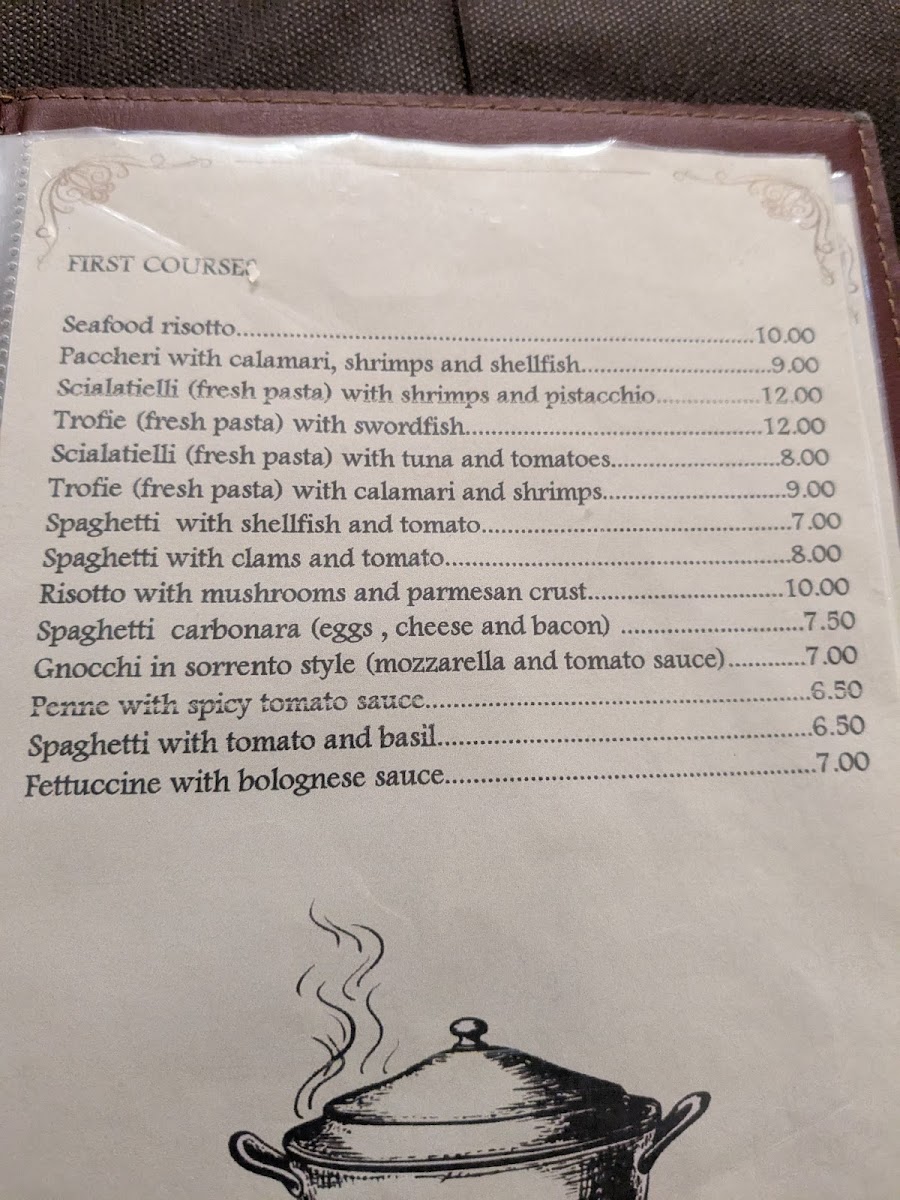 FIRST COURSES
Seafood risotto..........10.00
Paccheri with calamari, shrimps and shellfish..........9.00
Scialatielli (fresh pasta) with shrimps and pistacchio..........12.00
Trofie (fresh pasta) with swordfish..........12.00
Scialatielli (fresh pasta) with tuna and tomatoes..........8.00
Trofie (fresh pasta) with calamari and shrimps..........9.00
Spaghetti with shellfish and tomato..........7.00
Spaghetti with clams and tomato..........8.00
Risotto with mushrooms and parmesan crust..........10.00
Spaghetti carbonara (eggs , cheese and bacon) ..........7.50
Gnocchi in sorrento style (mozzarella and tomato sauce)..........7.00
Penne with spicy tomato sauce..........6.50
Spaghetti with tomato and basil..........6.50
Fettuccine with bolognese sauce..........7.00